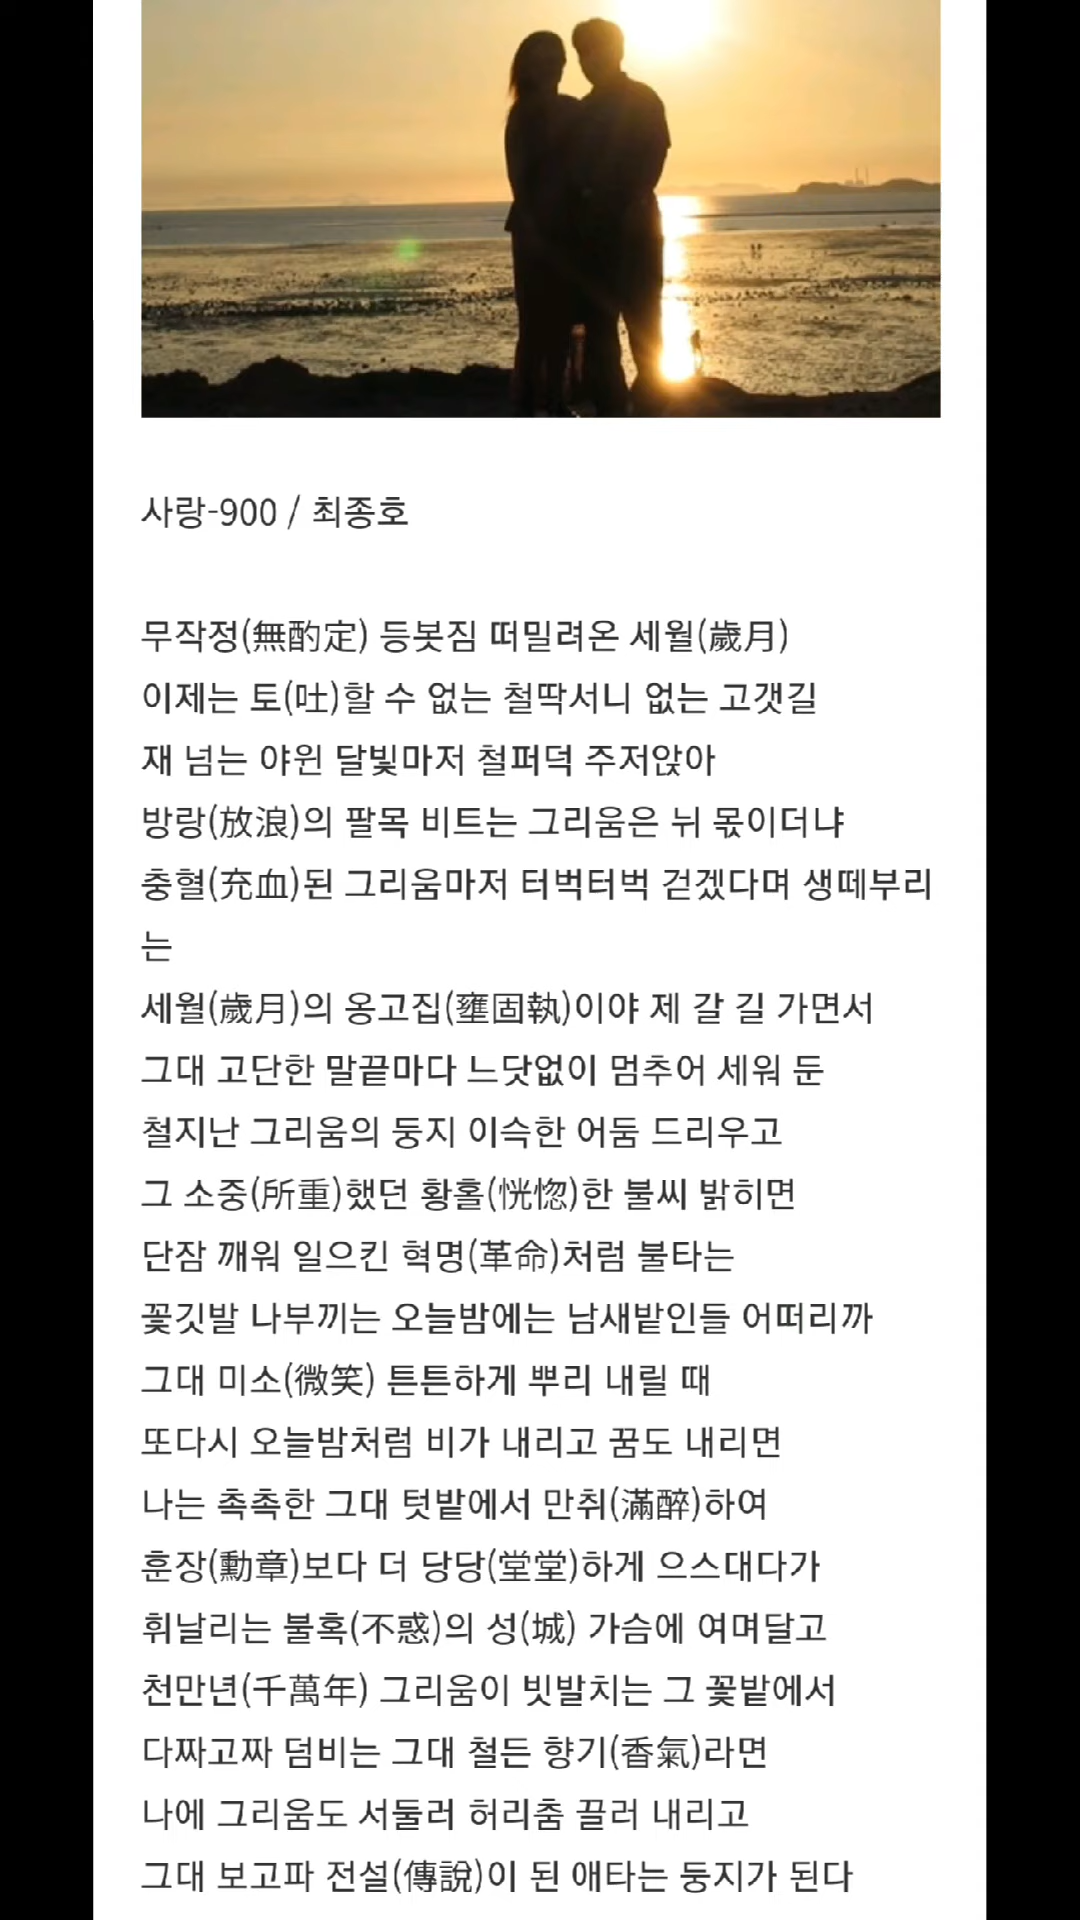 사랑-900 / 최종호
무작정(無酌定) 등봇짐 떠밀려온 세월(歲月)
이제는 토(吐)할 수 없는 철딱서니 없는 고갯길
재 넘는 야윈 달빛마저 철퍼덕 주저앉아
방랑(放浪)의 팔목 비트는 그리움은 뉘 몫이더냐
충혈(充血)된 그리움마저 터벅터벅 걷겠다며 생떼부리
는
세월(歲月)의 옹고집(壅固執)이야 제 갈 길 가면서
그대 고단한 말끝마다 느닷없이 멈추어 세워 둔
철지난 그리움의 둥지 이슥한 어둠 드리우고
그 소중(所重)했던 황홀(恍惚)한 불씨 밝히면
단잠 깨워 일으킨 혁명(革命)처럼 불타는
꽃깃발 나부끼는 오늘밤에는 남새밭인들 어떠리까
그대 미소(微笑) 튼튼하게 뿌리 내릴 때
또다시 오늘밤처럼 비가 내리고 꿈도 내리면
나는 촉촉한 그대 텃밭에서 만취(滿醉)하여
훈장(勳章)보다 더 당당(堂堂)하게 으스대다가
휘날리는 불혹(不惑)의 성(城) 가슴에 여며달고
천만년(千萬年) 그리움이 빗발치는 그 꽃밭에서
다짜고짜 덤비는 그대 철든 향기(香氣)라면
나에 그리움도 서둘러 허리춤 끌러 내리고
그대 보고파 전설(傳說)이 된 애타는 둥지가 된다